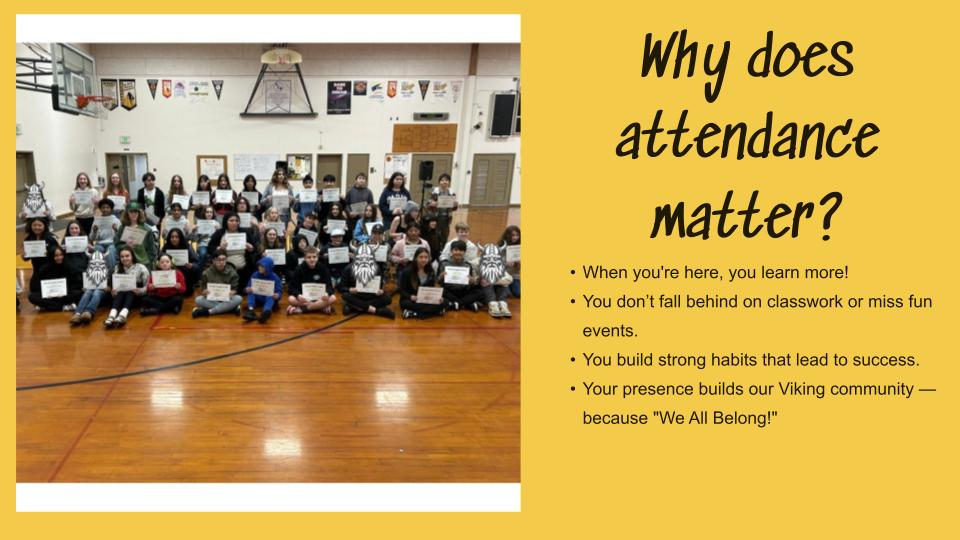 Why does
attendance
matter?
• When you're here, you learn more!
• You don’t fall behind on classwork or miss fun
events.
• You build strong habits that lead to success.
• Your presence builds our Viking community —
because "We All Belong!"